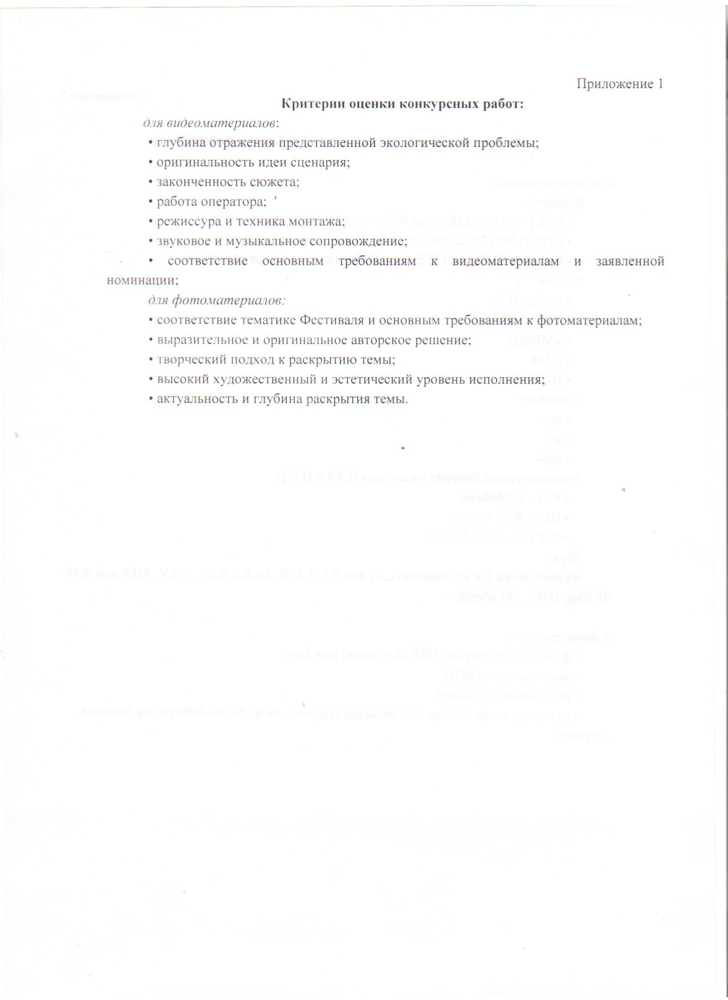 Приложение 1
Критерии оценки конкурсных работ:
для видеоматериалов:
• глубина отражения представленной экологической проблемы;
• оригинальность идеи сценария;
• законченность сюжета;
• работа оператора;
• режиссура и техника монтажа;
• звуковое и музыкальное сопровождение;
• соответствие основным требованиям к видеоматериалам и заявленной
номинации;
для фотоматериалов:
• соответствие тематике Фестиваля и основным требованиям к фотоматериалам;
• выразительное и оригинальное авторское решение;
• творческий подход к раскрытию темы;
• высокий художественный и эстетический уровень исполнения;
• актуальность и глубина раскрытия темы.